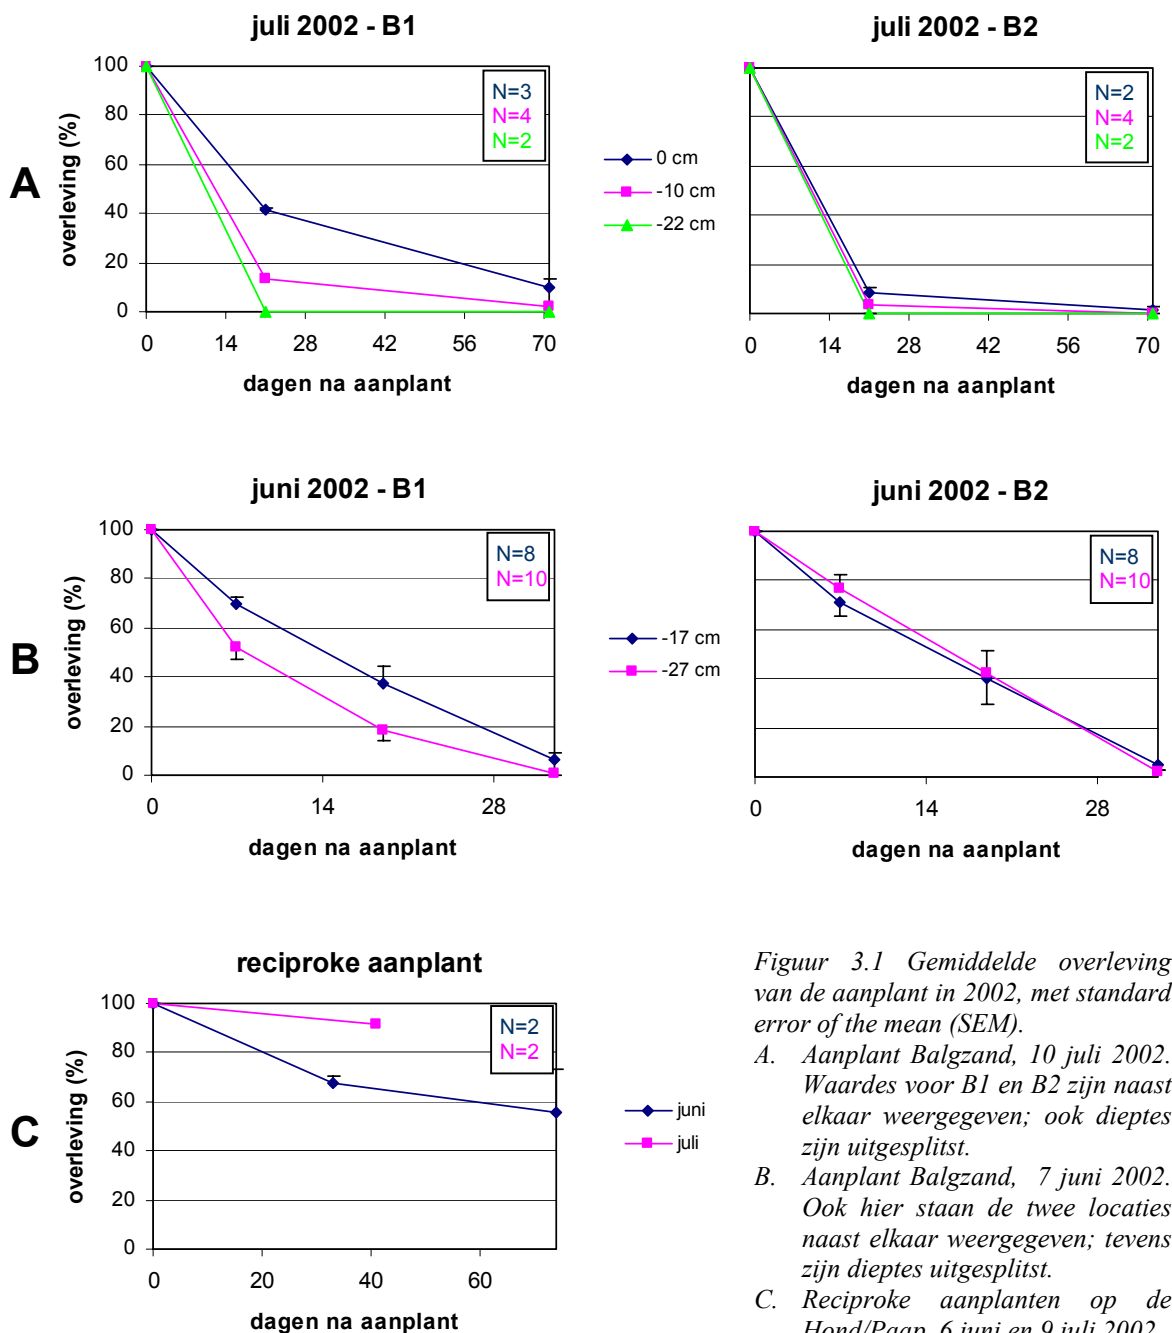 juli 2002 - B1
juli 2002 - B2
A
overleving (%)
100
80
60
40
20
0
0 14 28 42 56 70
dagen na aanplant
N=3
N=4
N=2
0 cm
-10 cm
-22 cm
N=2
N=4
N=2
0 14 28 42 56 70
dagen na aanplant
juni 2002 - B1
juni 2002 - B2
B
overleving (%)
100
80
60
40
20
0
0 14 28
dagen na aanplant
N=8
N=10
-17 cm
-27 cm
N=8
N=10
0 14 28
dagen na aanplant
reciproke aanplant
C
overleving (%)
100
80
60
40
20
0
0 20 40 60
dagen na aanplant
N=2
N=2
juni
juli
Figuur 3.1 Gemiddelde overleving
van de aanplant in 2002, met standard
error of the mean (SEM).
A. Aanplant Balgzand, 10 juli 2002.
Waardes voor B1 en B2 zijn naast
elkaar weergegeven; ook dieptes
zijn uitgesplitst.
B. Aanplant Balgzand, 7 juni 2002.
Ook hier staan de twee locaties
naast elkaar weergegeven; tevens
zijn dieptes uitgesplitst.
C. Reciproke aanplanten op de
Hond/Paap, 6 juni en 9 juli 2002.